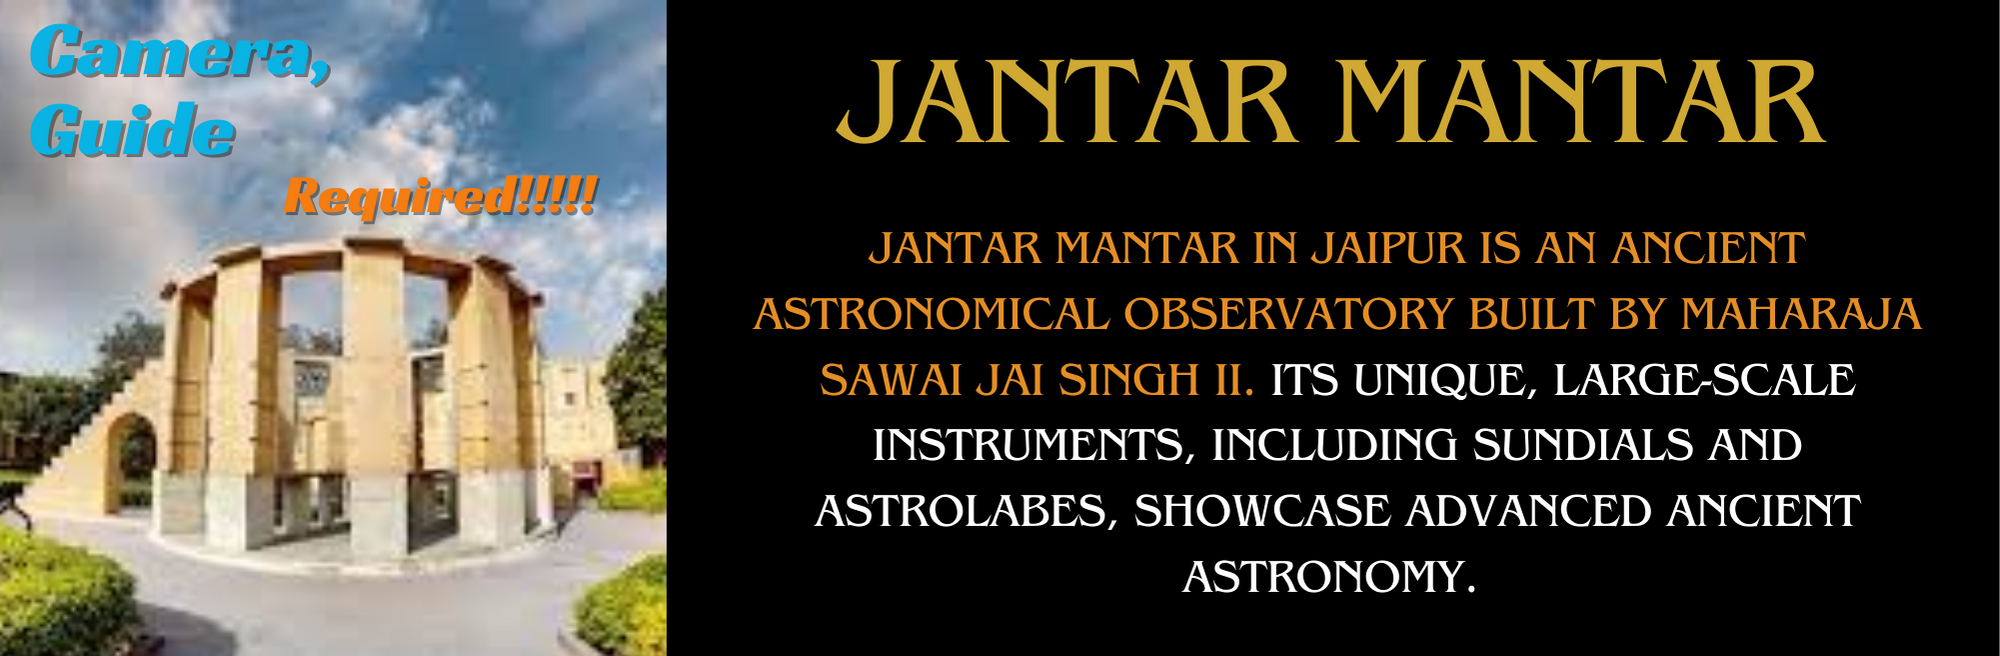 Camera,
Guide
Required!!!!!
JANTAR MANTAR
JANTAR MANTAR IN JAIPUR IS AN ANCIENT
ASTRONOMICAL OBSERVATORY BUILT BY MAHARAJA
SAWAI JAI SINGH II. ITS UNIQUE, LARGE-SCALE
INSTRUMENTS, INCLUDING SUNDIALS AND
ASTROLABES, SHOWCASE ADVANCED ANCIENT
ASTRONOMY.